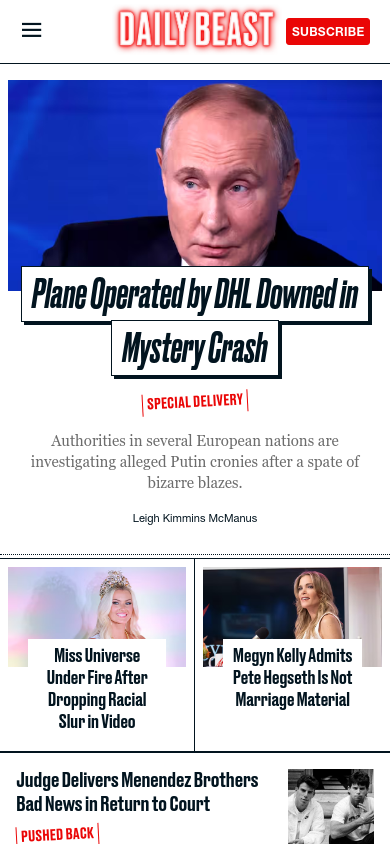 DAILY BEAST
SUBSCRIBE
Plane Operated by DHL Downed in
Mystery Crash
SPECIAL DELIVERY
Authorities in several European nations are
investigating alleged Putin cronies after a spate of
bizarre blazes.
Leigh Kimmins McManus
Miss Universe
Under Fire After
Dropping Racial
Slur in Video
Megyn Kelly Admits
Pete Hegseth Is Not
Marriage Material
Judge Delivers Menendez Brothers
Bad News in Return to Court
PUSHED BACK